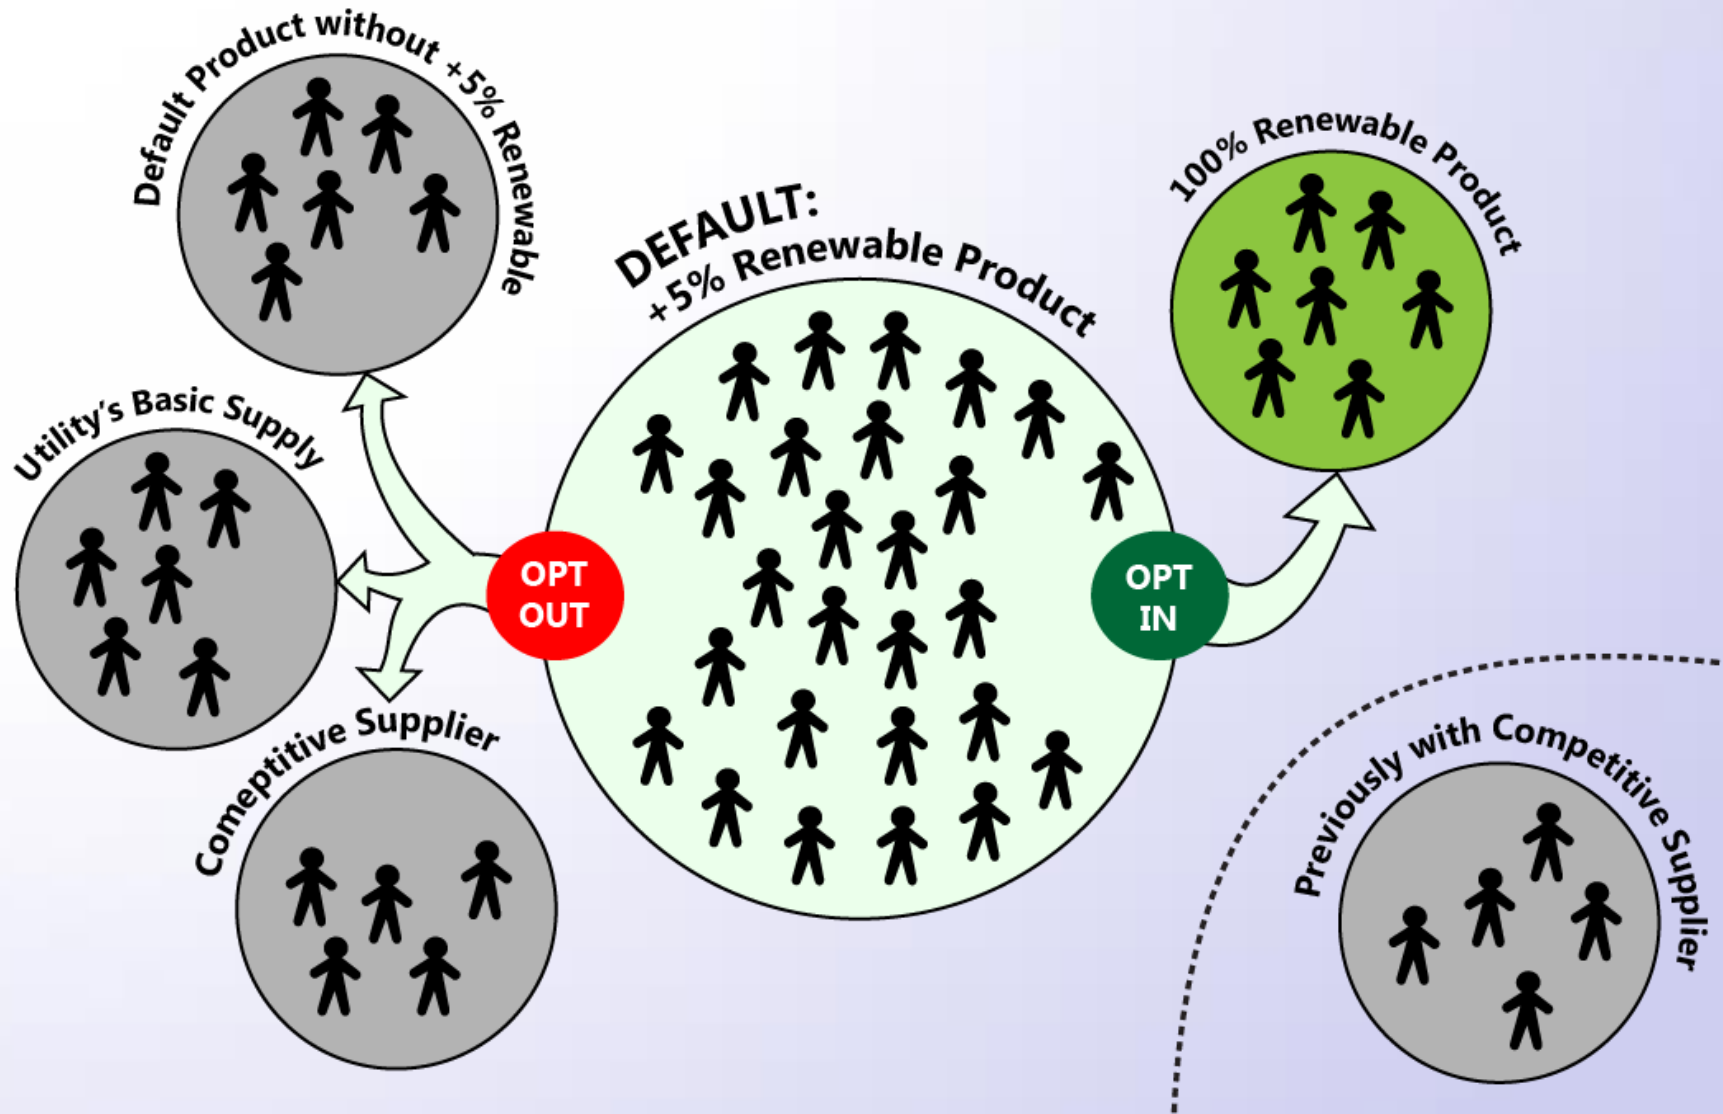 Default Product without +5% Renewable
Utility's Basic Supply
Comeptitive Supplier
OPT
OUT
DEFAULT:
+5% Renewable Product
OPT
IN
100% Renewable Product
Previously with Competitive Supplier